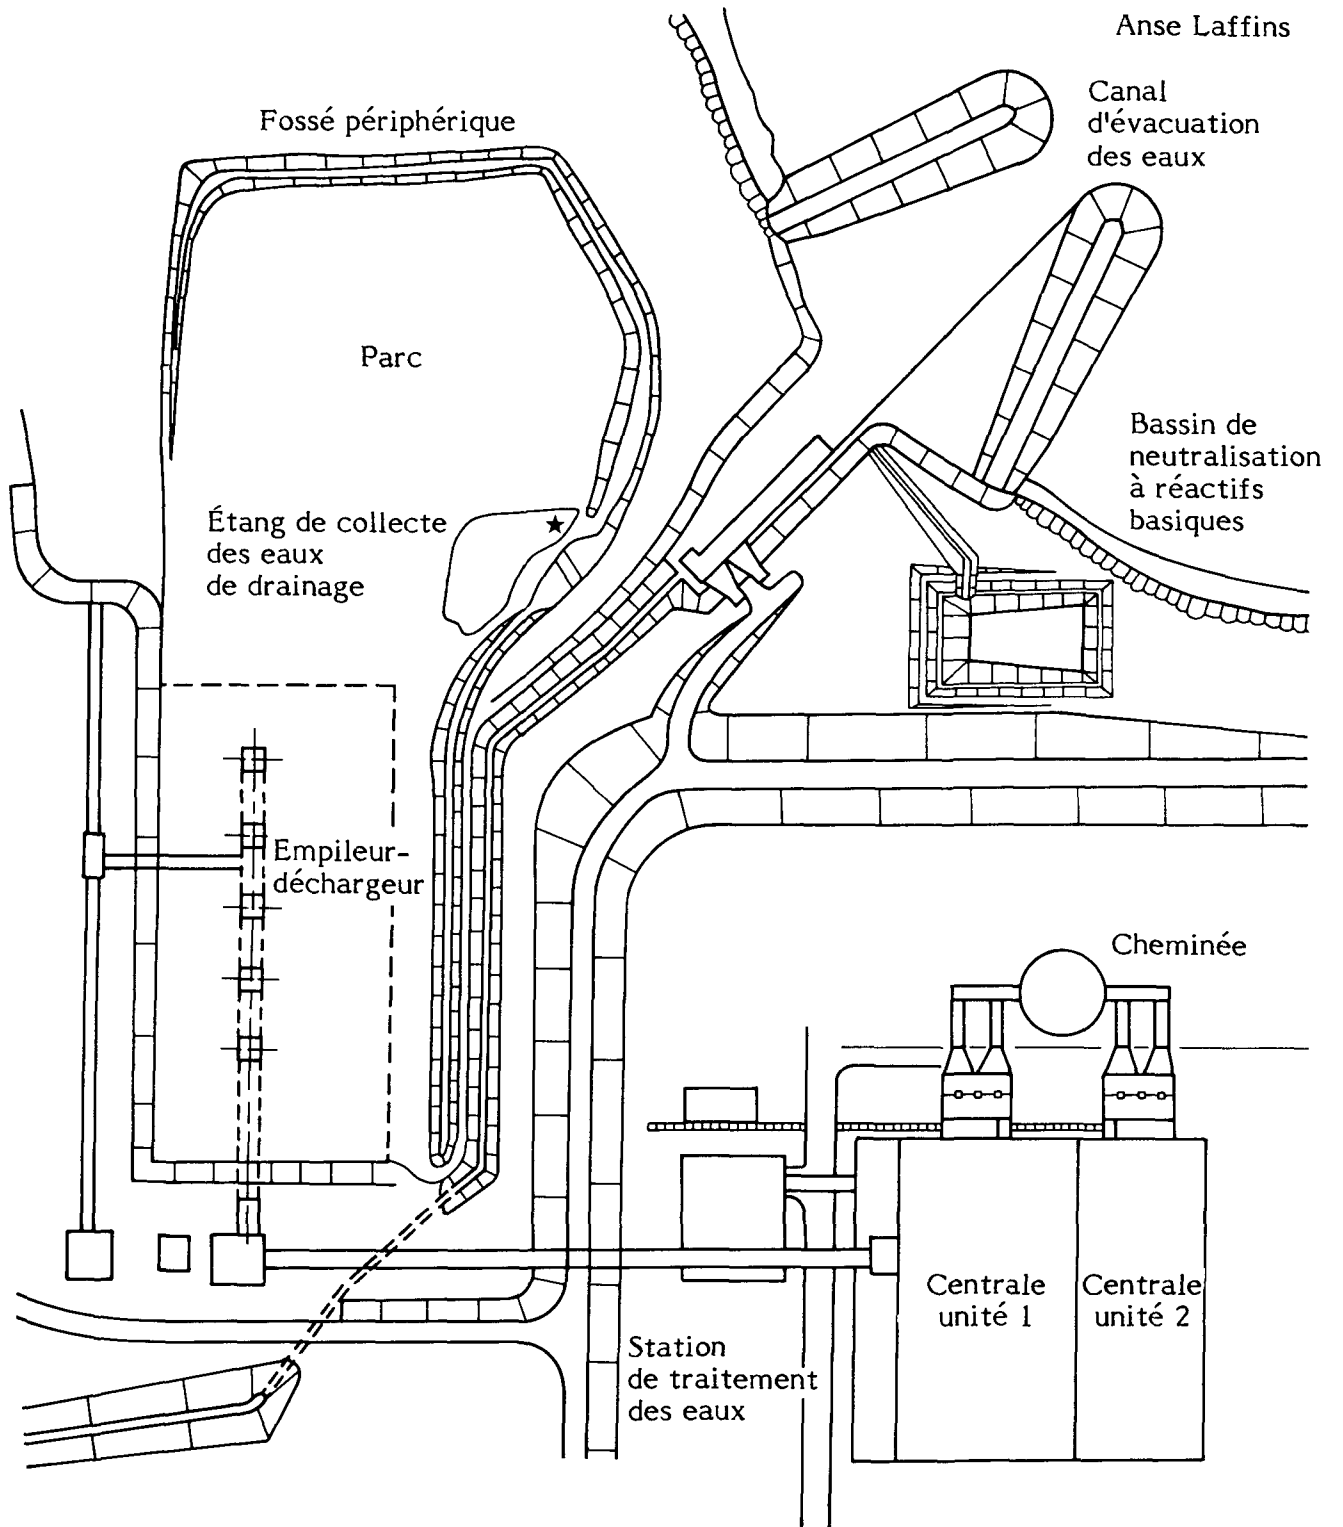 Anse Laffins
Canal
d'évacuation
des eaux
Fossé périphérique
Parc
Bassin de
neutralisation
à réactifs
basiques
Étang de collecte
des eaux
de drainage
Empileur-
déchargeur
Cheminée
Centrale
unité 1
Centrale
unité 2
Station
de traitement
des eaux